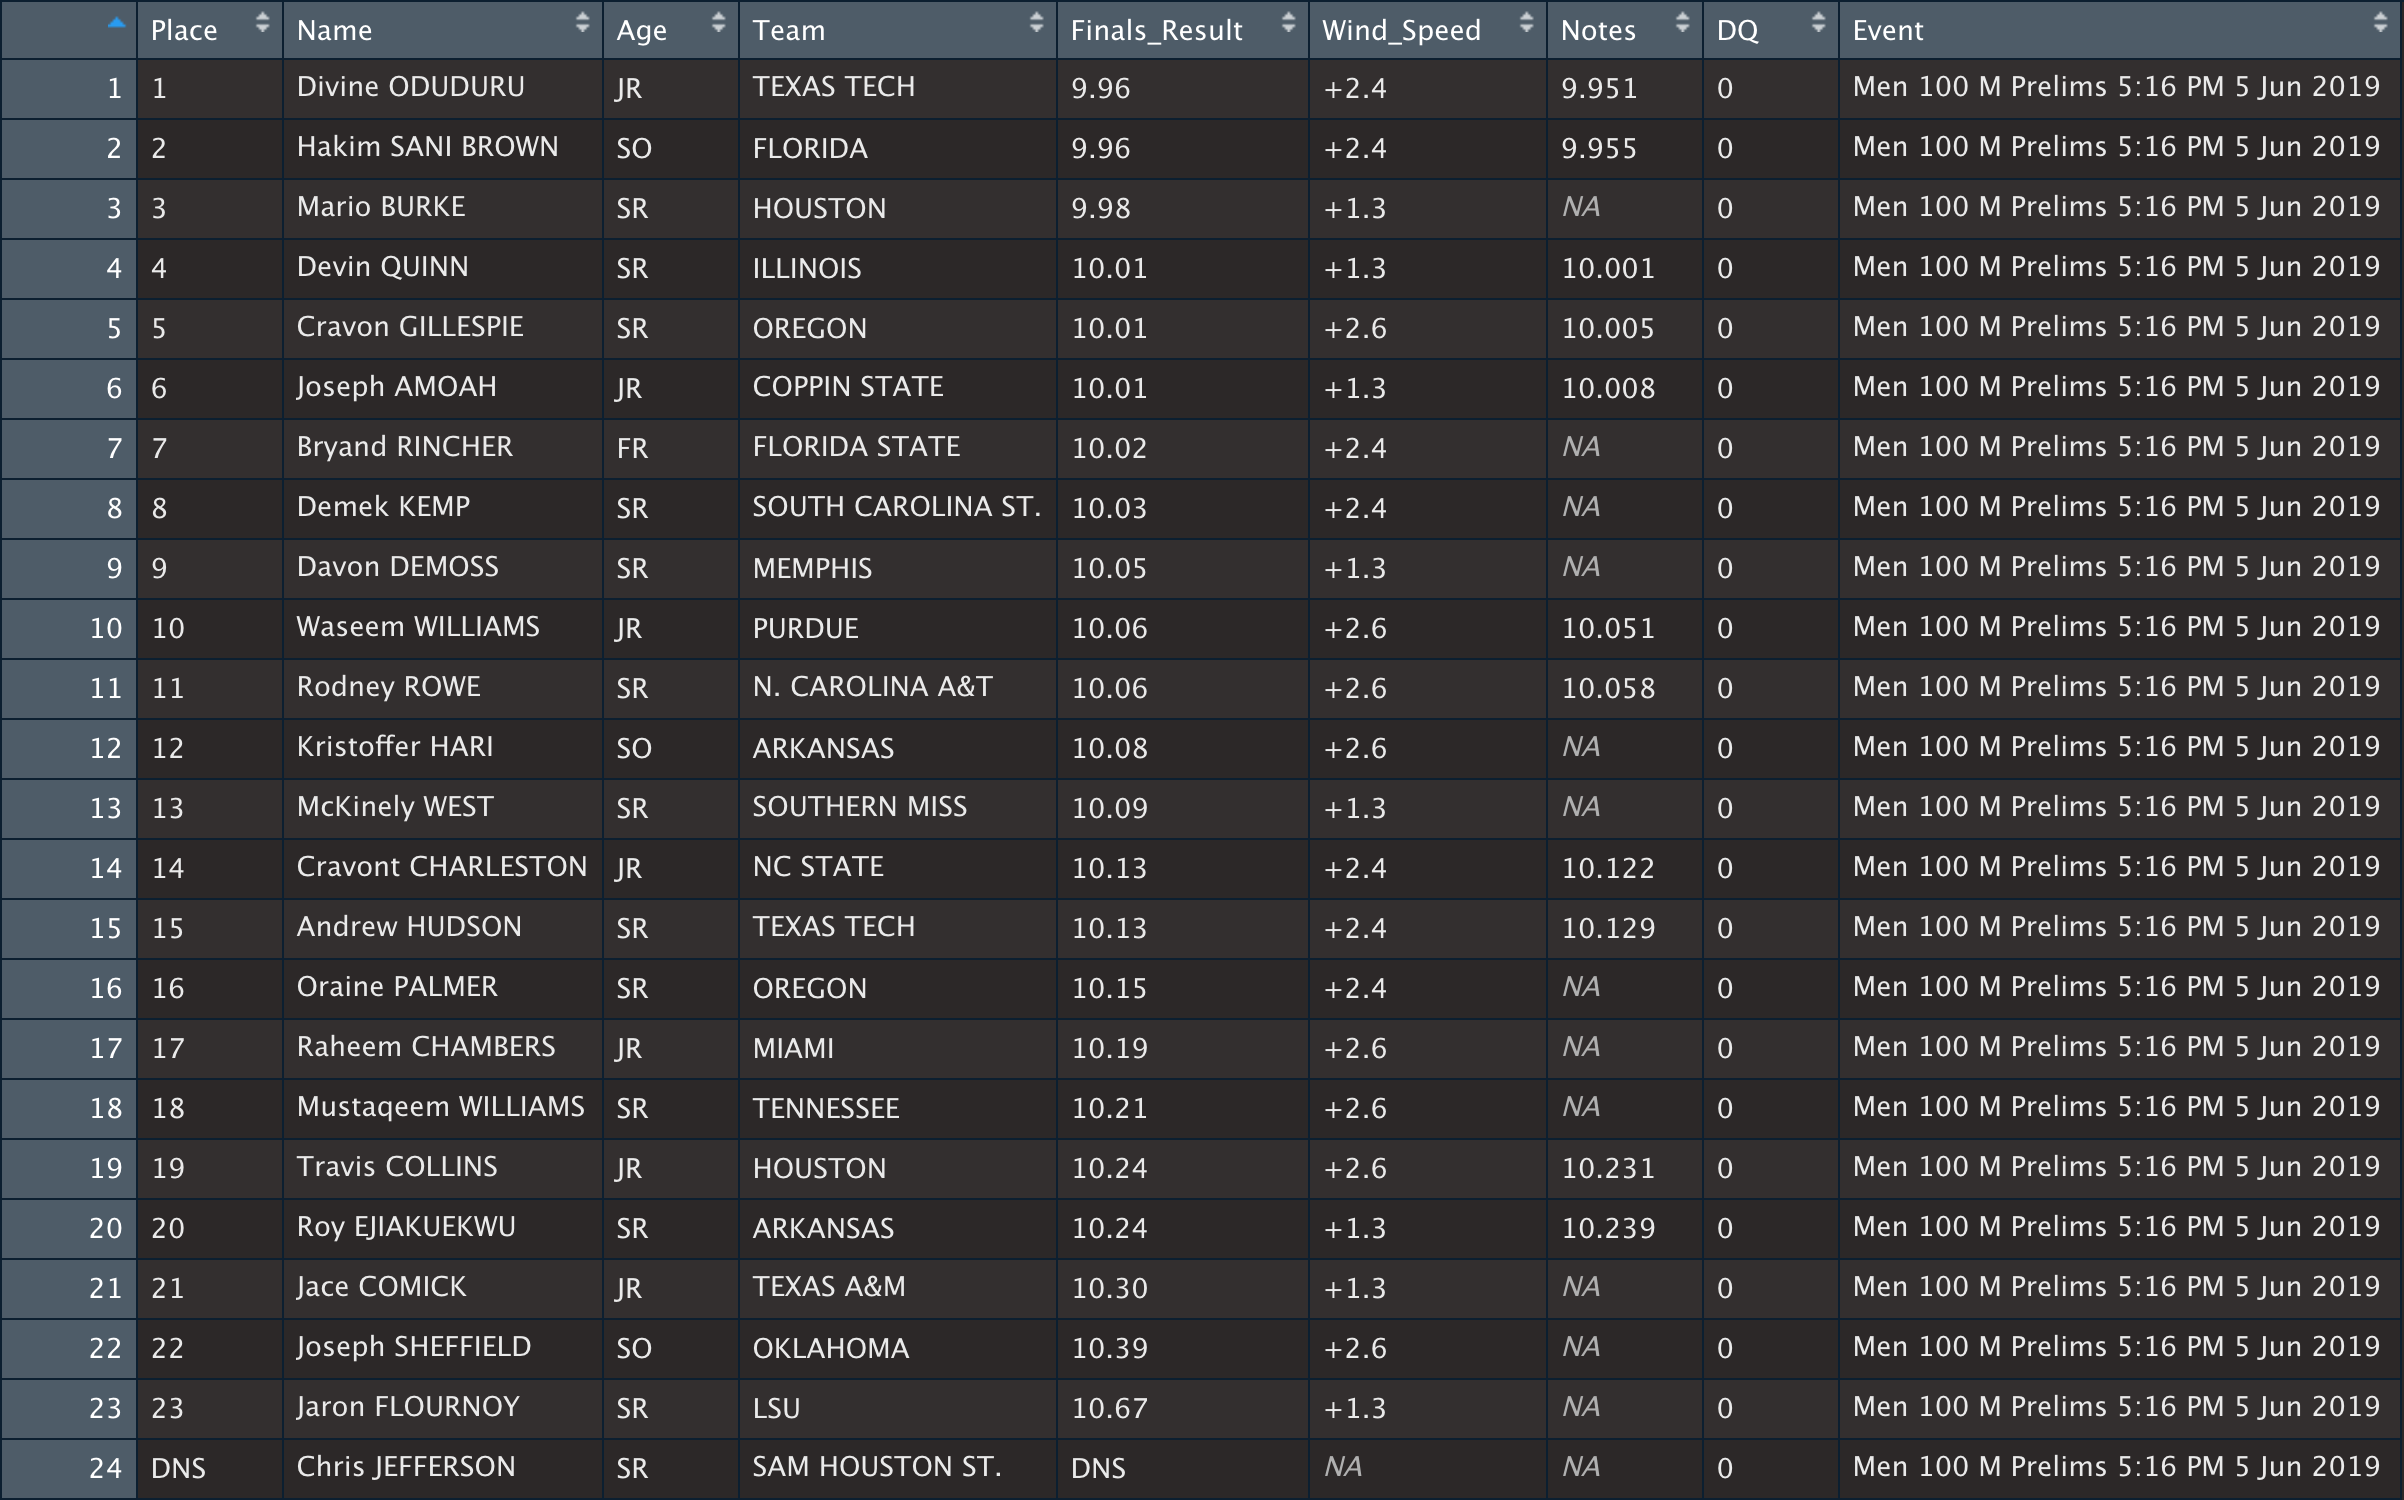 Place Name Age Team Finals_Result Wind_Speed Notes DQ Event
1 1 Divine ODUDURU JR TEXAS TECH 9.96 +2.4 9.951 0 Men 100 M Prelims 5:16 PM 5 Jun 2019
2 2 Hakim SANI BROWN SO FLORIDA 9.96 +2.4 9.955 0 Men 100 M Prelims 5:16 PM 5 Jun 2019
3 3 Mario BURKE SR HOUSTON 9.98 +1.3 NA 0 Men 100 M Prelims 5:16 PM 5 Jun 2019
4 4 Devin QUINN SR ILLINOIS 10.01 +1.3 10.001 0 Men 100 M Prelims 5:16 PM 5 Jun 2019
5 5 Cravon GILLESPIE SR OREGON 10.01 +2.6 10.005 0 Men 100 M Prelims 5:16 PM 5 Jun 2019
6 6 Joseph AMOAH JR COPPIN STATE 10.01 +1.3 10.008 0 Men 100 M Prelims 5:16 PM 5 Jun 2019
7 7 Bryand RINCHER FR FLORIDA STATE 10.02 +2.4 NA 0 Men 100 M Prelims 5:16 PM 5 Jun 2019
8 8 Demek KEMP SR SOUTH CAROLINA ST. 10.03 +2.4 NA 0 Men 100 M Prelims 5:16 PM 5 Jun 2019
9 9 Davon DEMOSS SR MEMPHIS 10.05 +1.3 NA 0 Men 100 M Prelims 5:16 PM 5 Jun 2019
10 10 Waseem WILLIAMS JR PURDUE 10.06 +2.6 10.051 0 Men 100 M Prelims 5:16 PM 5 Jun 2019
11 11 Rodney ROWE SR N. CAROLINA A&T 10.06 +2.6 10.058 0 Men 100 M Prelims 5:16 PM 5 Jun 2019
12 12 Kristoffer HARI SO ARKANSAS 10.08 +2.6 NA 0 Men 100 M Prelims 5:16 PM 5 Jun 2019
13 13 McKinely WEST SR SOUTHERN MISS 10.09 +1.3 NA 0 Men 100 M Prelims 5:16 PM 5 Jun 2019
14 14 Cravont CHARLESTON JR NC STATE 10.13 +2.4 10.122 0 Men 100 M Prelims 5:16 PM 5 Jun 2019
15 15 Andrew HUDSON SR TEXAS TECH 10.13 +2.4 10.129 0 Men 100 M Prelims 5:16 PM 5 Jun 2019
16 16 Oraine PALMER SR OREGON 10.15 +2.4 NA 0 Men 100 M Prelims 5:16 PM 5 Jun 2019
17 17 Raheem CHAMBERS JR MIAMI 10.19 +2.6 NA 0 Men 100 M Prelims 5:16 PM 5 Jun 2019
18 18 Mustaqeem WILLIAMS SR TENNESSEE 10.21 +2.6 NA 0 Men 100 M Prelims 5:16 PM 5 Jun 2019
19 19 Travis COLLINS JR HOUSTON 10.24 +2.6 10.231 0 Men 100 M Prelims 5:16 PM 5 Jun 2019
20 20 Roy EJIAKUEKWU SR ARKANSAS 10.24 +1.3 10.239 0 Men 100 M Prelims 5:16 PM 5 Jun 2019
21 21 Jace COMICK JR TEXAS A&M 10.30 +1.3 NA 0 Men 100 M Prelims 5:16 PM 5 Jun 2019
22 22 Joseph SHEFFIELD SO OKLAHOMA 10.39 +2.6 NA 0 Men 100 M Prelims 5:16 PM 5 Jun 2019
23 23 Jaron FLOURNOY SR LSU 10.67 +1.3 NA 0 Men 100 M Prelims 5:16 PM 5 Jun 2019
24 DNS Chris JEFFERSON SR SAM HOUSTON ST. DNS NA NA 0 Men 100 M Prelims 5:16 PM 5 Jun 2019